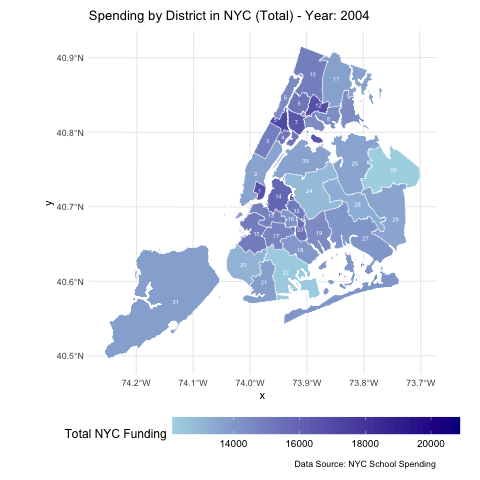 Spending by District in NYC (Total) - Year: 2004
40.9°N
40.8°N
40.7°N
40.6°N
40.5°N
y
10
11
9
12
7
8
3
2
30
25
26
24
14
28
29
32
16
23
15
17
19
27
18
20
22
21
31
74.2°W 74.1°W 74.0°W 73.9°W 73.8°W 73.7°W
x
Total NYC Funding
14000 16000 18000 20000
Data Source: NYC School Spending